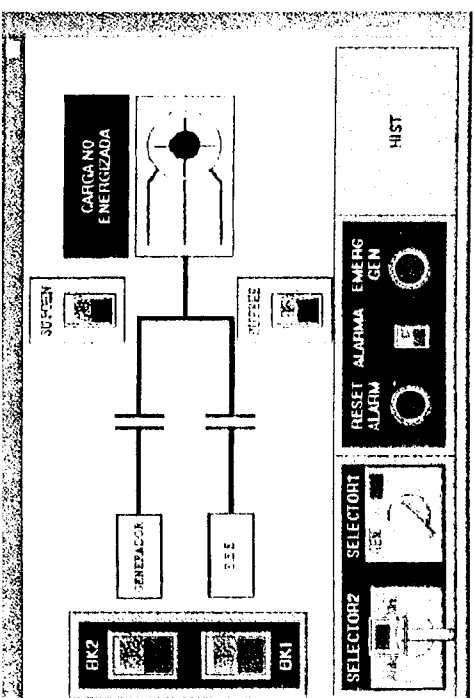 CARGA NO
ENERGIZADA
GENERADOR
BK2
BK1
HIST
RESET
ALARM
ALARMA
EMERG
GEN
SELECTOR2
SELECTOR1